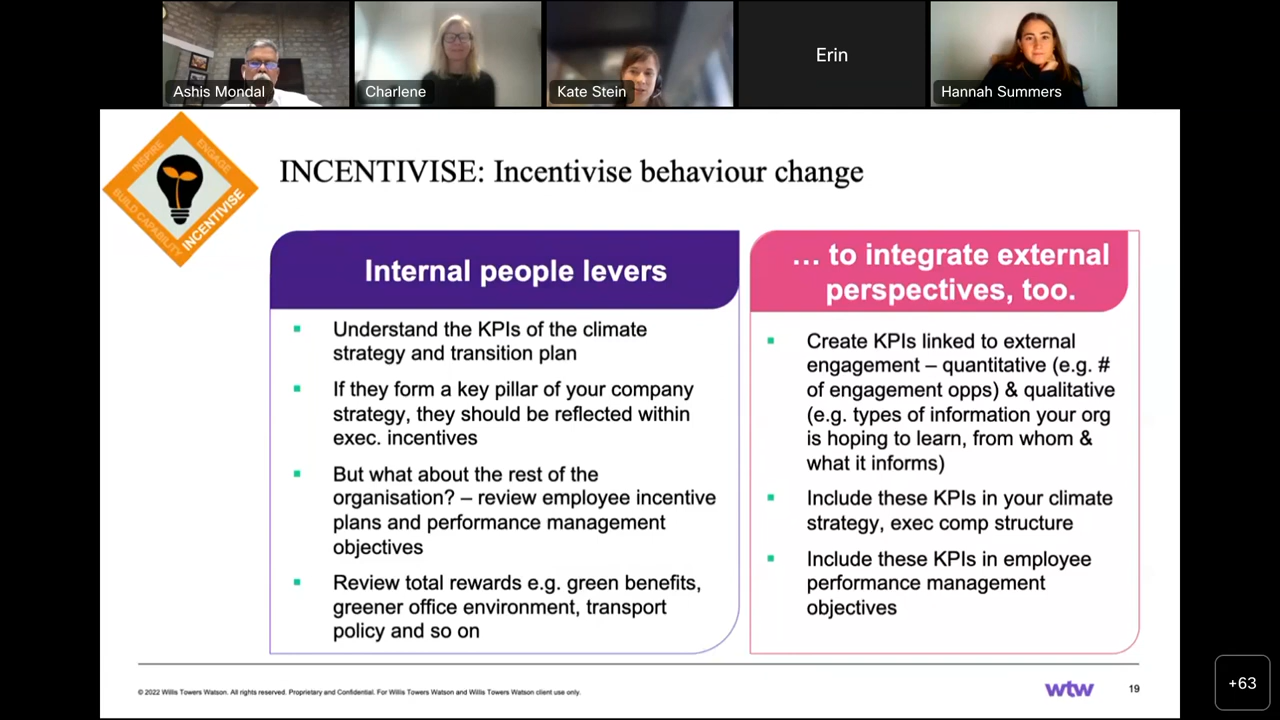 Ashis Mondal
Charlene
Kate Stein
Erin
Hannah Summers
INSPIRE
ENGAGE
BUILD CAPABILITY
INCENTIVISE
INCENTIVISE: Incentivise behaviour change
Internal people levers
Understand the KPIs of the climate
strategy and transition plan
If they form a key pillar of your company
strategy, they should be reflected within
exec. incentives
But what about the rest of the
organisation? – review employee incentive
plans and performance management
objectives
Review total rewards e.g. green benefits,
greener office environment, transport
policy and so on
… to integrate external
perspectives, too.
Create KPIs linked to external
engagement – quantitative (e.g. #
of engagement opps) & qualitative
(e.g. types of information your org
is hoping to learn, from whom &
what it informs)
Include these KPIs in your climate
strategy, exec comp structure
Include these KPIs in employee
performance management
objectives
© 2022 Willis Towers Watson. All rights reserved. Proprietary and Confidential. For Willis Towers Watson and Willis Towers Watson client use only.
wtw
19
+63